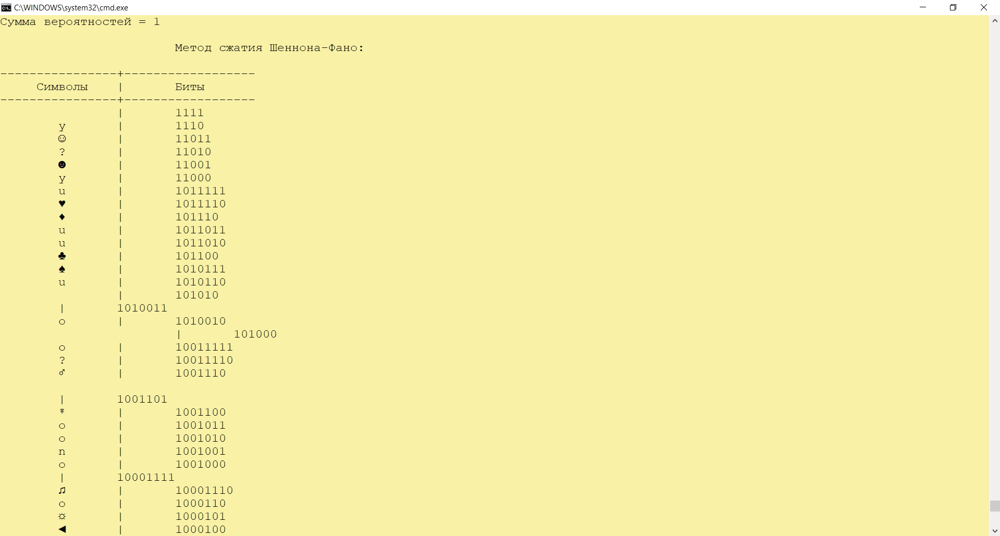 C:\WINDOWS\system32\cmd.exe
Сумма вероятностей = 1
Метод сжатия Шеннона-Фано:
----------------+------------------
Символы | Биты
----------------+------------------
| 1111
y | 1110
☺ | 11011
? | 11010
☻ | 11001
y | 11000
u | 1011111
♥ | 1011110
♦ | 101110
u | 1011011
u | 1011010
♣ | 101100
♠ | 1010111
u | 1010110
| 101010
| 1010011
o | 1010010
| 101000
o | 10011111
? | 10011110
♂ | 1001110
| 1001101
♀ | 1001100
o | 1001011
o | 1001010
n | 1001001
o | 1001000
| 10001111
♫ | 10001110
o | 1000110
☼ | 1000101
◄ | 1000100